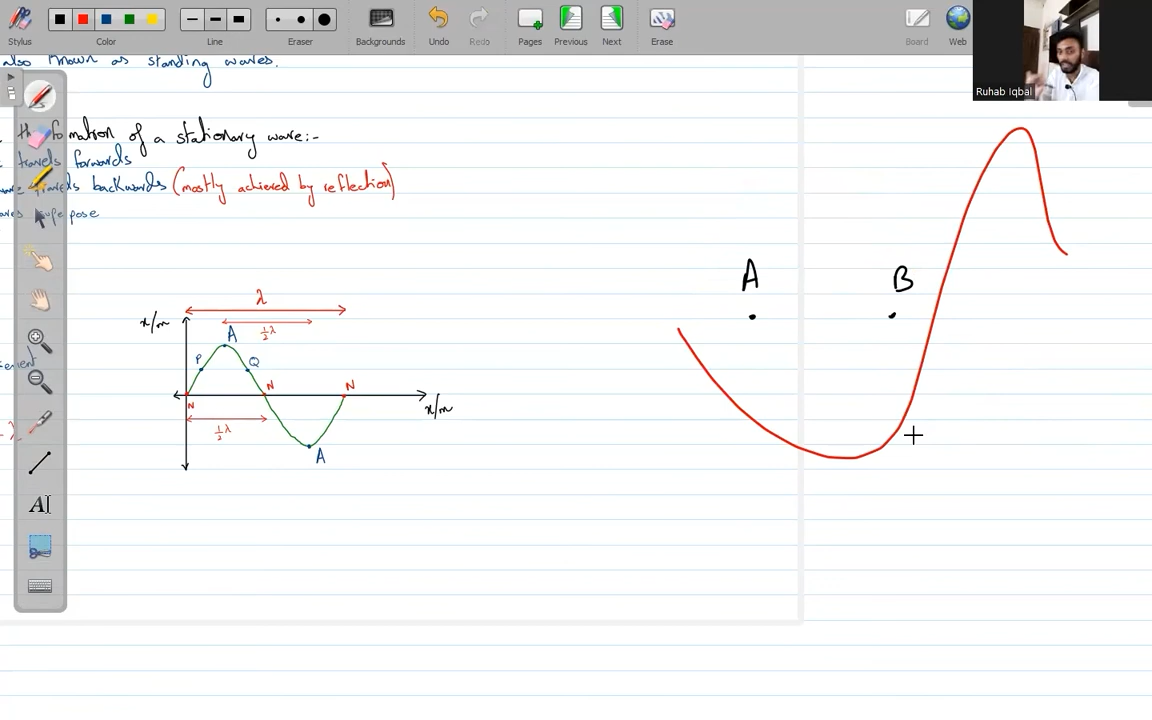 Stylus
Color
Line
Eraser
Backgrounds
Undo
Redo
Pages
Previous
Next
Erase
Board
Web
Ruhab Iqbal
also known as standing waves.
formation of a stationary wave:-
travels forwards
travels backwards (mostly achieved by reflection)
λ
x/m
½λ
A
P
Q
N
N
N
x/m
½λ
A
A
B
λ
AI